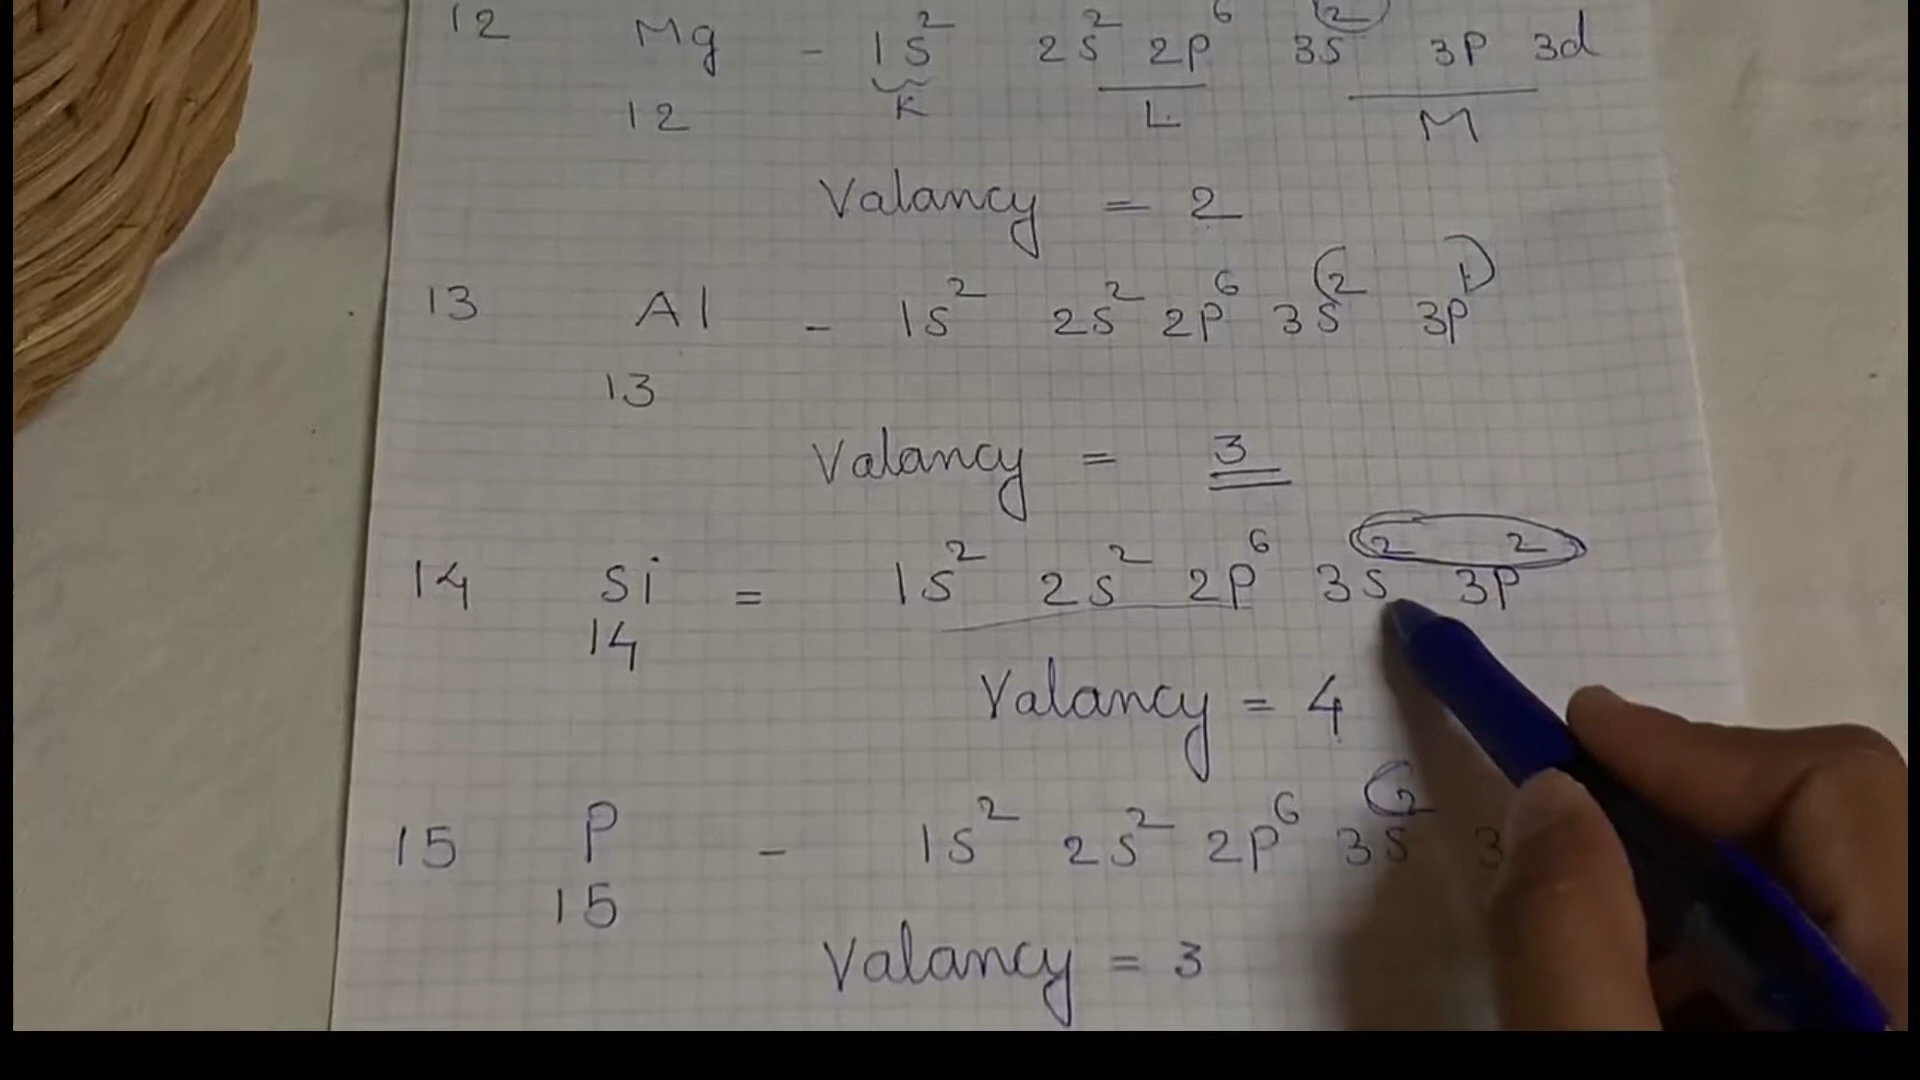 12 Mg - 1s² 2s² 2p⁶ 3s² 3p 3d
12 K L M
Valancy = 2
13 Al - 1s² 2s² 2p⁶ 3s² 3p¹
13
Valancy = 3
14 Si = 1s² 2s² 2p⁶ 3s² 3p²
14
Valancy = 4
15 P - 1s² 2s² 2p⁶ 3s² 3
15
Valancy = 3